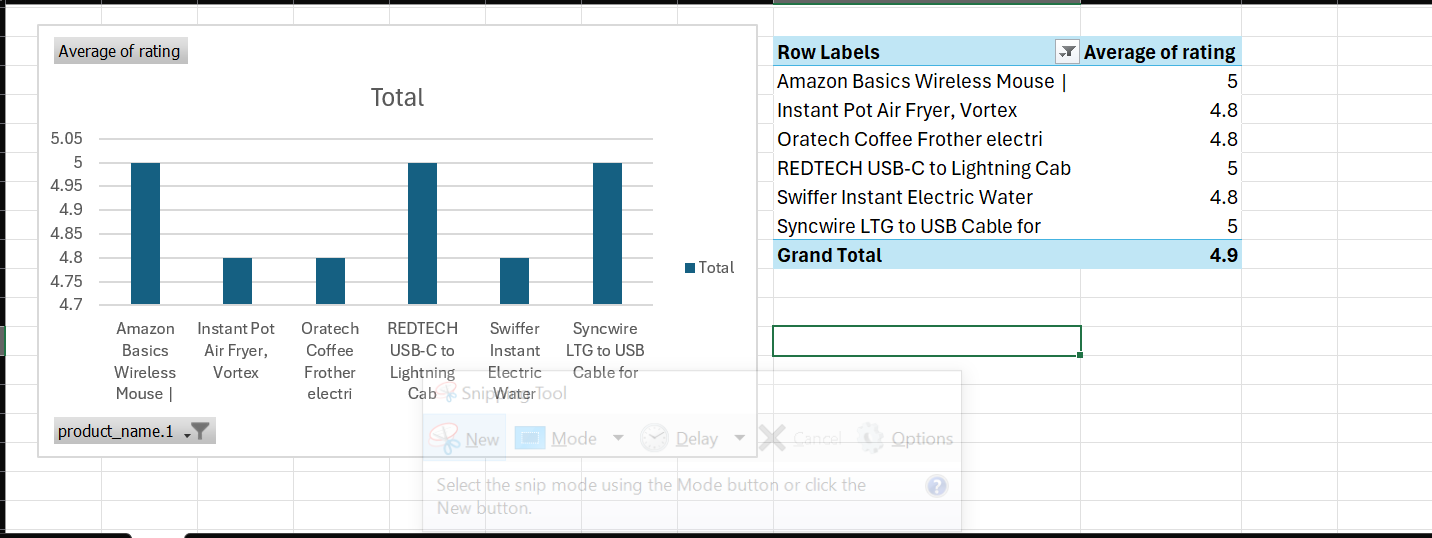 Average of rating
Total
5.05
5
4.95
4.9
4.85
4.8
4.75
4.7
Amazon Basics Wireless Mouse |
Instant Pot Air Fryer, Vortex
Oratech Coffee Frother electri
REDTECH USB-C to Lightning Cab
Swiffer Instant Electric Water
Syncwire LTG to USB Cable for
Total
product_name.1
Row Labels Average of rating
Amazon Basics Wireless Mouse | 5
Instant Pot Air Fryer, Vortex 4.8
Oratech Coffee Frother electri 4.8
REDTECH USB-C to Lightning Cab 5
Swiffer Instant Electric Water 4.8
Syncwire LTG to USB Cable for 5
Grand Total 4.9
Snipping Tool
New Mode Delay Cancel Options
Select the snip mode using the Mode button or click the
New button.